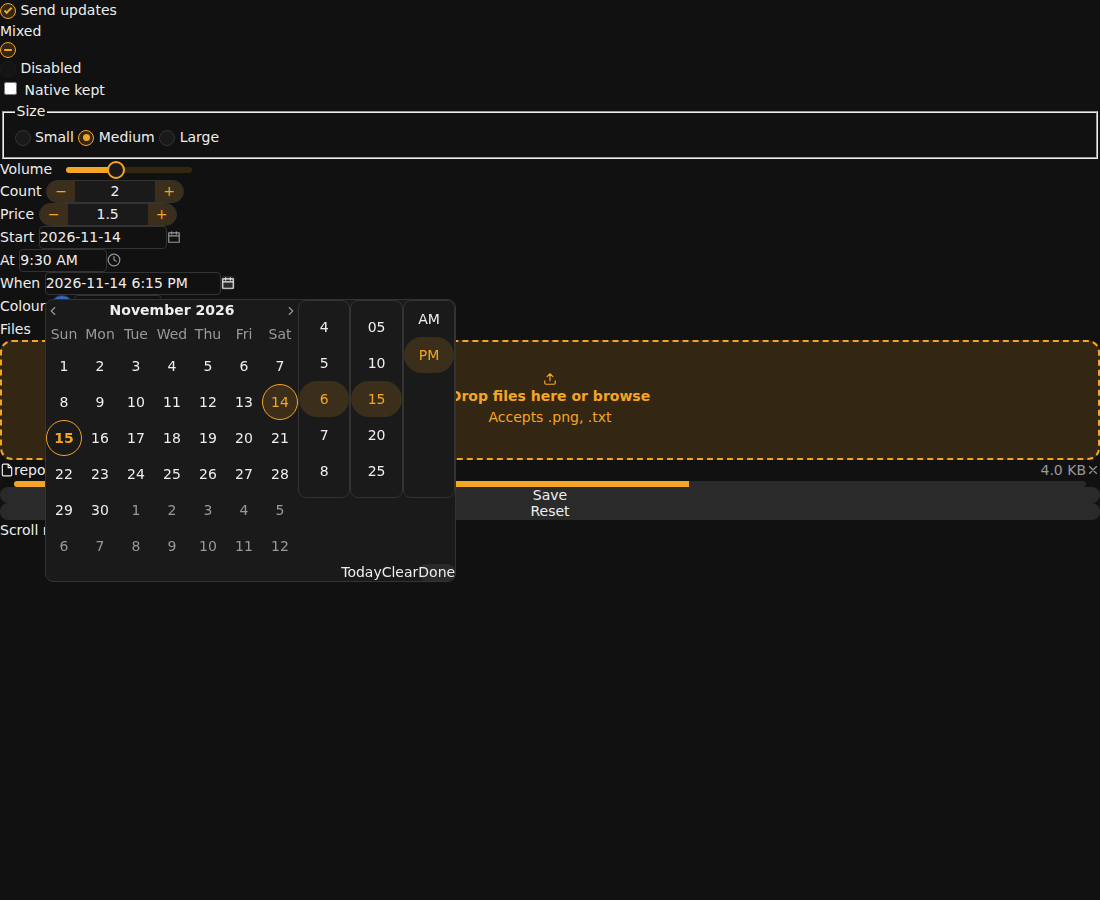 Send updates
Mixed
Disabled
Native kept
Size
Small Medium Large
Volume
Count − 2 +
Price − 1.5 +
Start 2026-11-14
At 9:30 AM
When 2026-11-14 6:15 PM
Colour
Files
November 2026
Sun Mon Tue Wed Thu Fri Sat
1 2 3 4 5 6 7
8 9 10 11 12 13 14
15 16 17 18 19 20 21
22 23 24 25 26 27 28
29 30 1 2 3 4 5
6 7 8 9 10 11 12
4 05 AM
5 10 PM
6 15
7 20
8 25
Today Clear Done
Drop files here or browse
Accepts .png, .txt
repo 4.0 KB
Save
Reset
Scroll